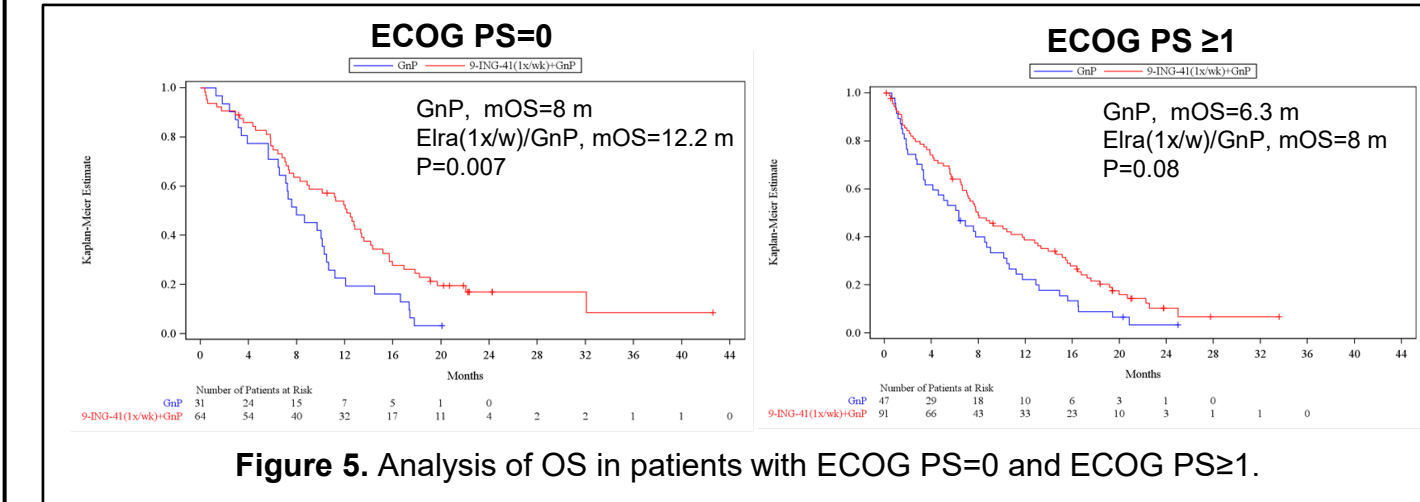 ECOG PS=0
GnP 9-ING-41(1x/wk)+GnP
GnP, mOS=8 m
Elra(1x/w)/GnP, mOS=12.2 m
P=0.007
Kaplan-Meier Estimate
1.0
0.8
0.6
0.4
0.2
0.0
0 4 8 12 16 20 24 28 32 36 40 44
Months
Number of Patients at Risk
GnP 31 24 15 7 5 1 0
9-ING-41(1x/wk)+GnP 64 54 40 32 17 11 4 2 2 1 1 0
ECOG PS ≥1
GnP 9-ING-41(1x/wk)+GnP
GnP, mOS=6.3 m
Elra(1x/w)/GnP, mOS=8 m
P=0.08
Kaplan-Meier Estimate
1.0
0.8
0.6
0.4
0.2
0.0
0 4 8 12 16 20 24 28 32 36 40 44
Months
Number of Patients at Risk
GnP 47 29 18 10 6 3 1 0
9-ING-41(1x/wk)+GnP 91 66 43 33 23 10 3 1 1 0
Figure 5. Analysis of OS in patients with ECOG PS=0 and ECOG PS≥1.